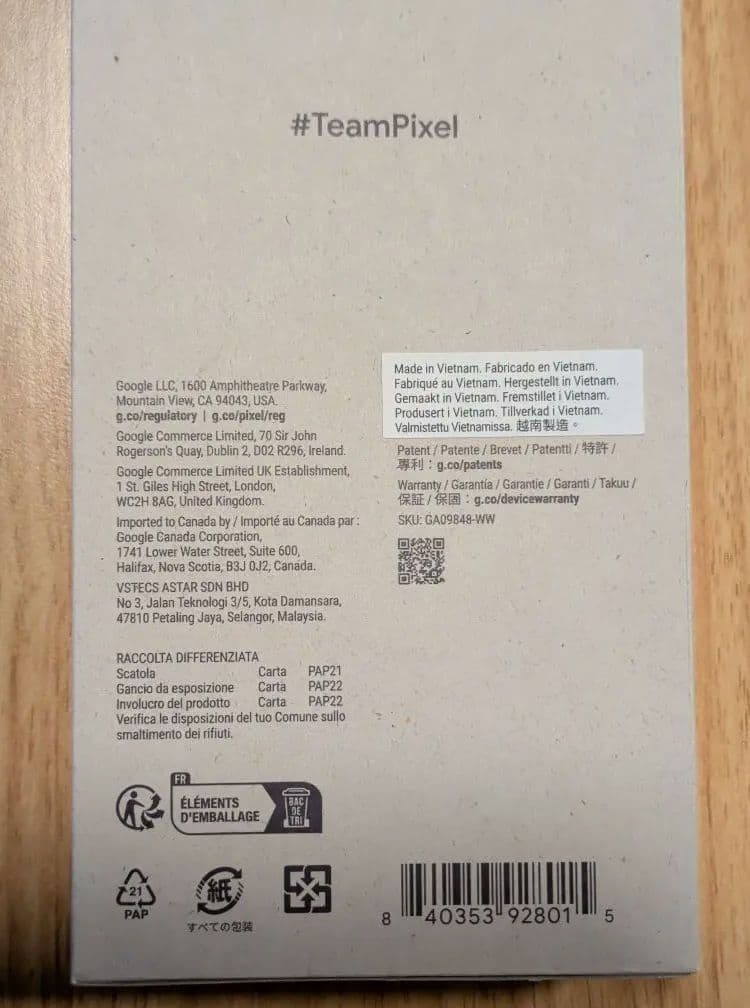 #TeamPixel
Google LLC, 1600 Amphitheatre Parkway,
Mountain View, CA 94043, USA.
g.co/regulatory | g.co/pixel/reg
Google Commerce Limited, 70 Sir John
Rogerson's Quay, Dublin 2, D02 R296, Ireland.
Google Commerce Limited UK Establishment,
1 St. Giles High Street, London,
WC2H 8AG, United Kingdom.
Imported to Canada by / Importé au Canada par :
Google Canada Corporation,
1741 Lower Water Street, Suite 600,
Halifax, Nova Scotia, B3J 0J2, Canada.
VSTECS ASTAR SDN BHD
No 3, Jalan Teknologi 3/5, Kota Damansara,
47810 Petaling Jaya, Selangor, Malaysia.
Made in Vietnam. Fabricado en Vietnam.
Fabriqué au Vietnam. Hergestellt in Vietnam.
Gemaakt in Vietnam. Fremstillet i Vietnam.
Produsert i Vietnam. Tillverkad i Vietnam.
Valmistettu Vietnamissa. 越南製造。
Patent / Patente / Brevet / Patentti / 特許 /
專利：g.co/patents
Warranty / Garantía / Garantie / Garanti / Takuu /
保証 / 保固：g.co/devicewarranty
SKU: GA09848-WW
RACCOLTA DIFFERENZIATA
Scatola Carta PAP21
Gancio da esposizione Carta PAP22
Involucro del prodotto Carta PAP22
Verifica le disposizioni del tuo Comune sullo
smaltimento dei rifiuti.
FR
ÉLÉMENTS
D'EMBALLAGE
BAC
DE
TRI
21
PAP
紙
すべての包装
8 40353 92801 5